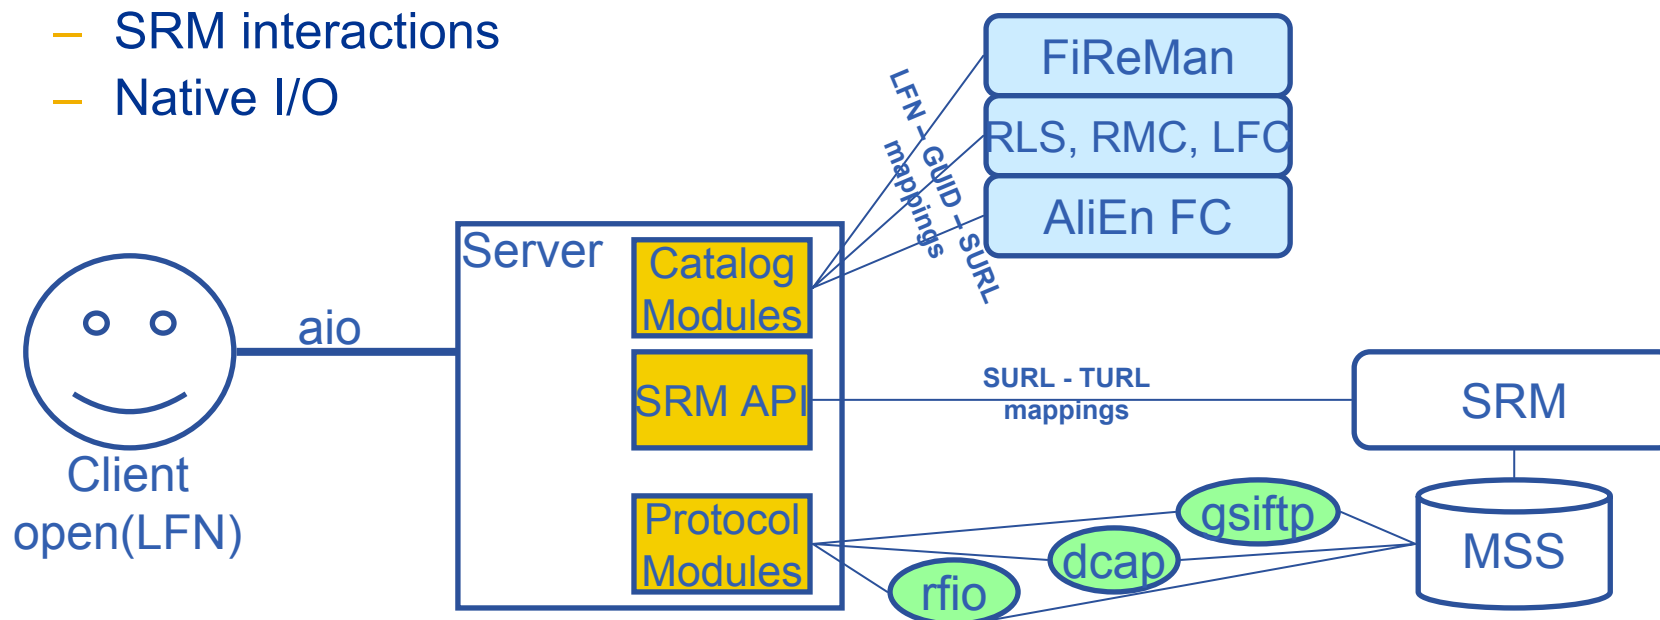 – SRM interactions
– Native I/O
FiReMan
RLS, RMC, LFC
AliEn FC
LFN – GUID – SURL
mappings
Server
Catalog
Modules
aio
SRM API
SURL - TURL
mappings
SRM
Client
open(LFN)
Protocol
Modules
gsiftp
dcap
rfio
MSS